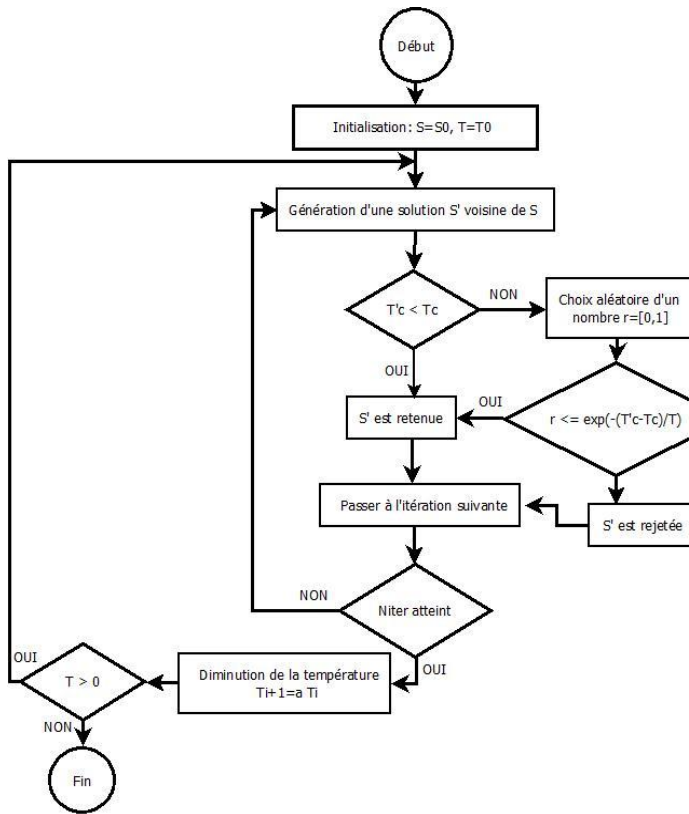 Début
Initialisation: S=S0, T=T0
Génération d'une solution S' voisine de S
T'c < Tc
NON
Choix aléatoire d'un
nombre r=[0,1]
OUI
OUI
r <= exp(-(T'c-Tc)/T)
S' est retenue
Passer à l'itération suivante
S' est rejetée
NON
Niter atteint
OUI
OUI
Diminution de la température
Ti+1=a Ti
T > 0
NON
Fin